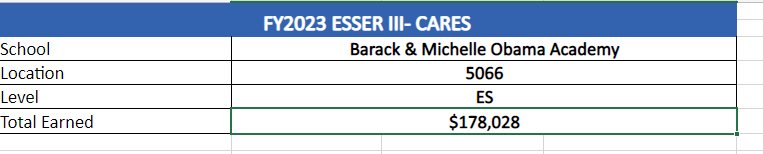 FY2023 ESSER III- CARES
School Barack & Michelle Obama Academy
Location 5066
Level ES
Total Earned $178,028